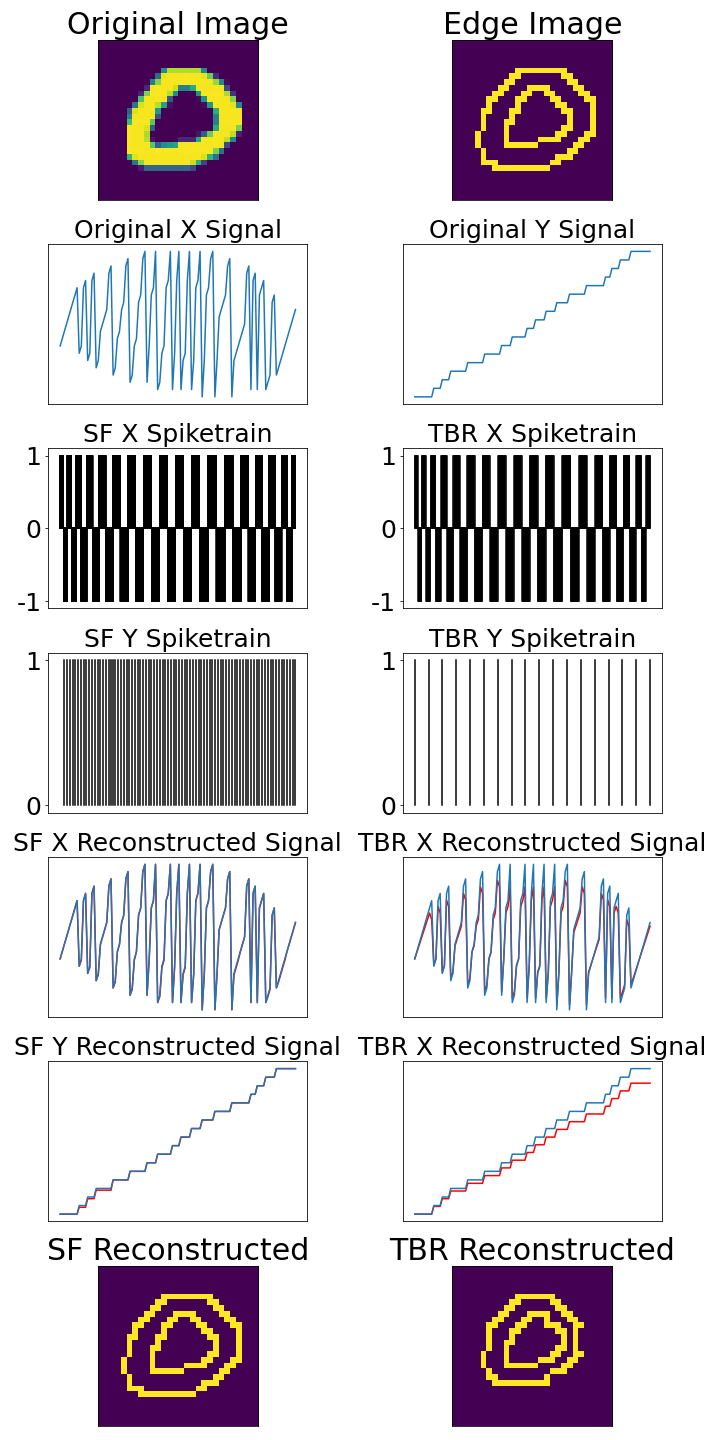 Original Image
Edge Image
Original X Signal
Original Y Signal
SF X Spiketrain
TBR X Spiketrain
1
0
-1
1
0
-1
SF Y Spiketrain
TBR Y Spiketrain
1
0
1
0
SF X Reconstructed Signal
TBR X Reconstructed Signal
SF Y Reconstructed Signal
TBR X Reconstructed Signal
SF Reconstructed
TBR Reconstructed